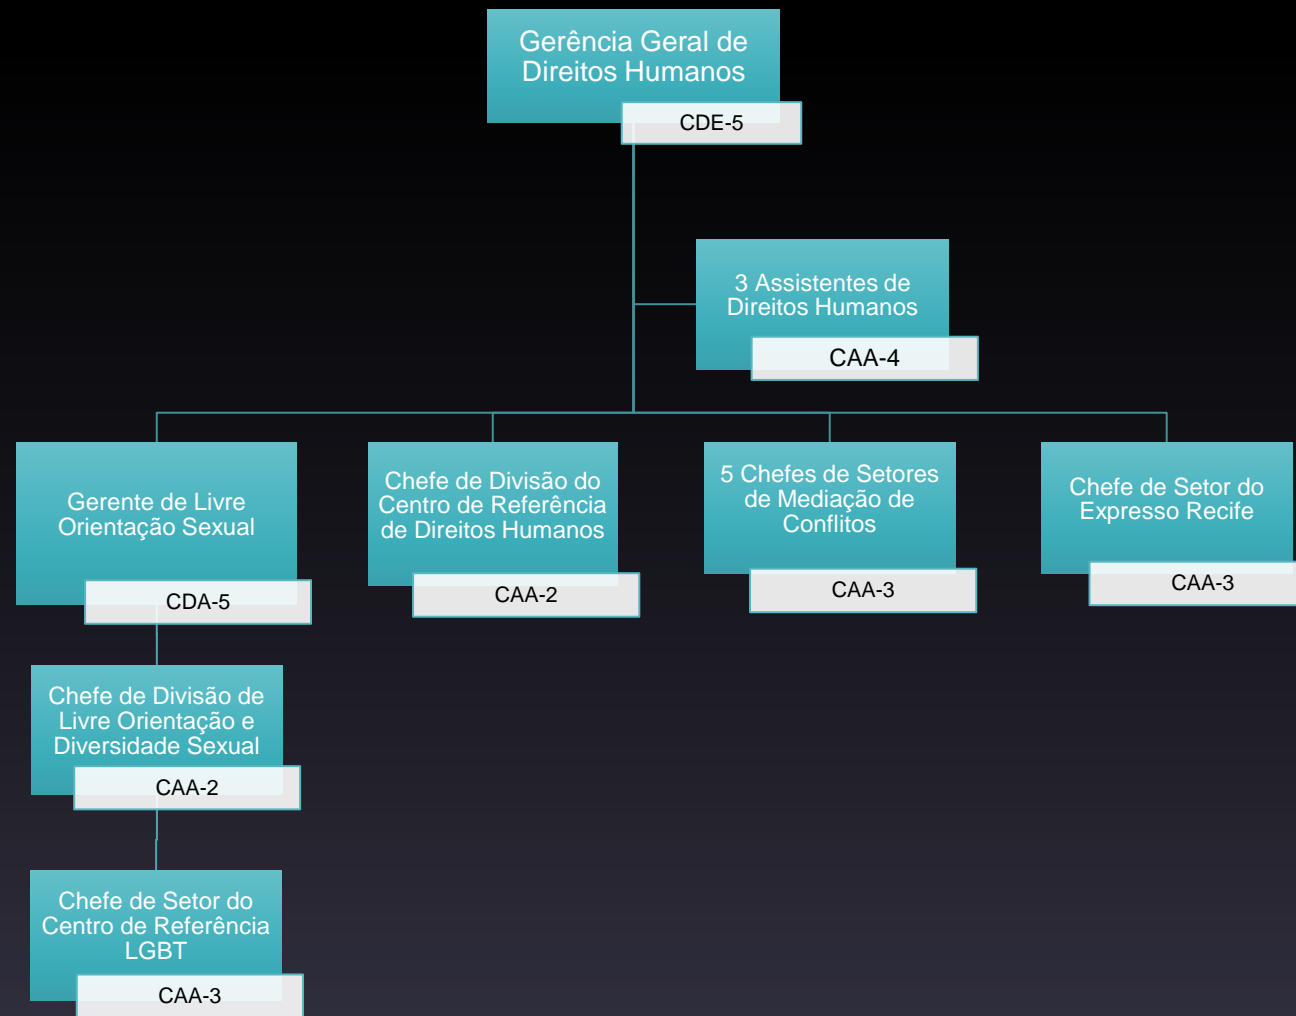 Gerência Geral de
Direitos Humanos
CDE-5
3 Assistentes de
Direitos Humanos
CAA-4
Gerente de Livre
Orientação Sexual
CDA-5
Chefe de Divisão do
Centro de Referência
de Direitos Humanos
CAA-2
5 Chefes de Setores
de Mediação de
Conflitos
CAA-3
Chefe de Setor do
Expresso Recife
CAA-3
Chefe de Divisão de
Livre Orientação e
Diversidade Sexual
CAA-2
Chefe de Setor do
Centro de Referência
LGBT
CAA-3